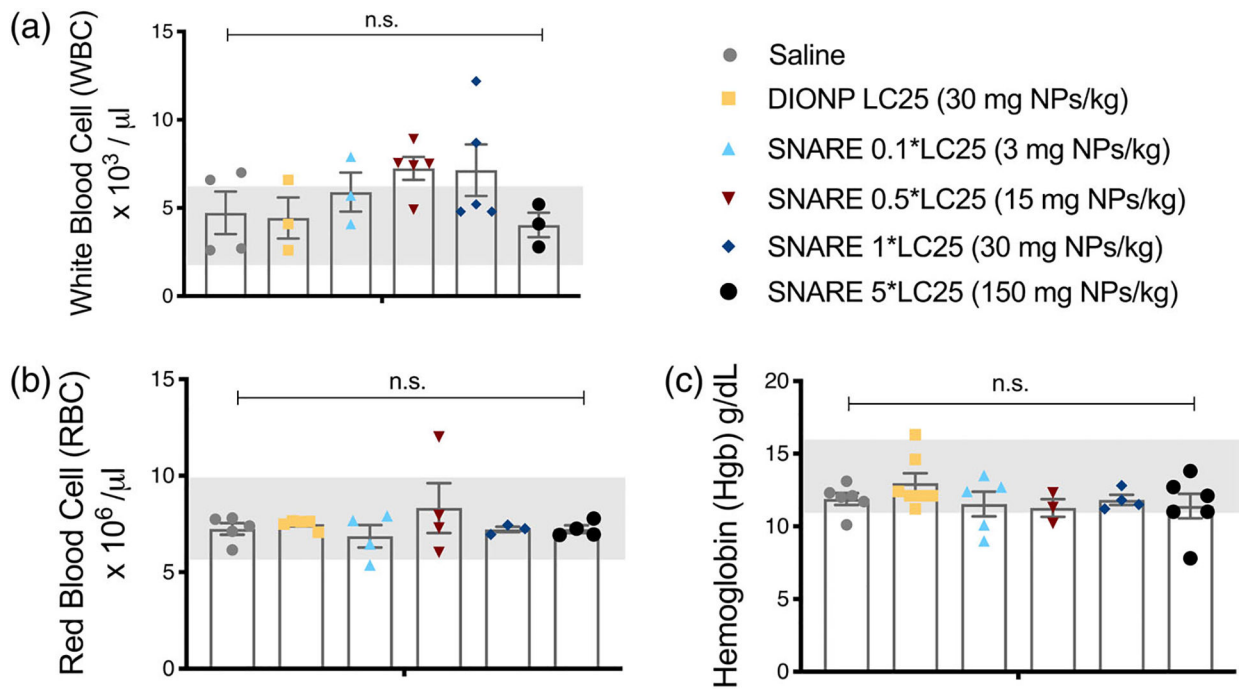 (a)
White Blood Cell (WBC)
x 10³ / μl
15
10
5
0
n.s.
Saline
DIONP LC25 (30 mg NPs/kg)
SNARE 0.1*LC25 (3 mg NPs/kg)
SNARE 0.5*LC25 (15 mg NPs/kg)
SNARE 1*LC25 (30 mg NPs/kg)
SNARE 5*LC25 (150 mg NPs/kg)
(b)
Red Blood Cell (RBC)
x 10⁶ /μl
15
10
5
0
n.s.
(c)
Hemoglobin (Hgb) g/dL
20
15
10
5
0
n.s.